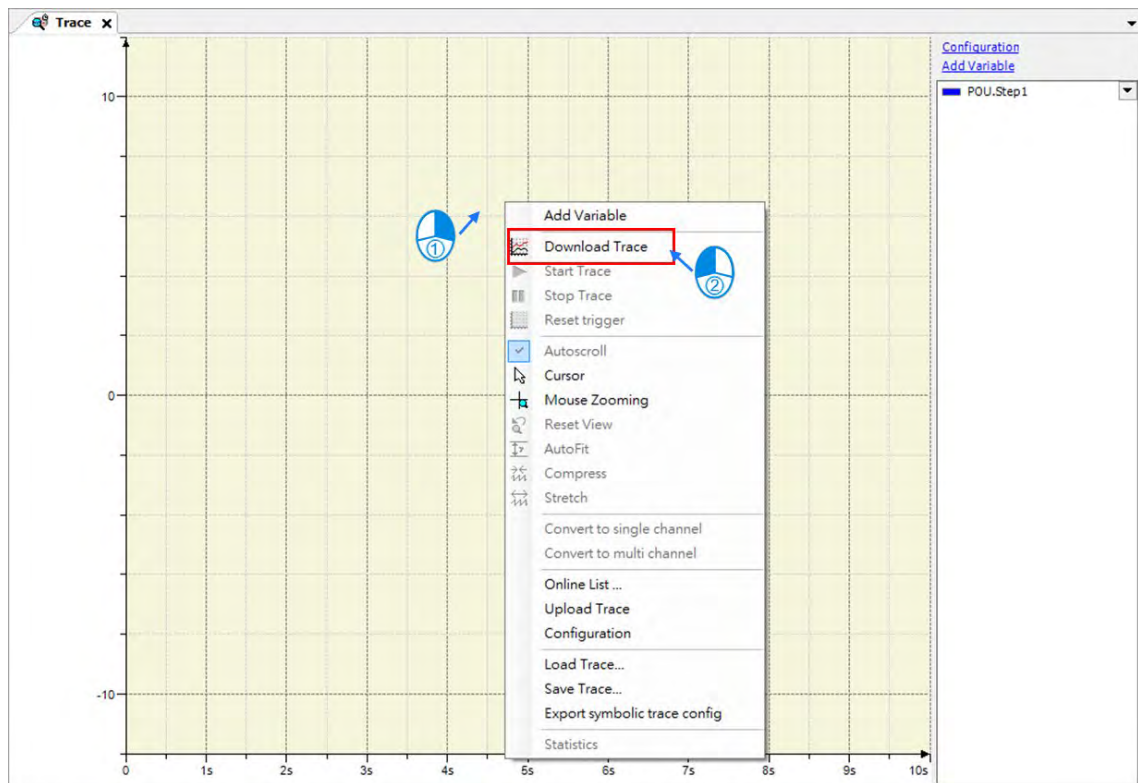 Trace
Configuration
Add Variable
POU.Step1
10
0
-10
0
1s
2s
3s
4s
5s
6s
7s
8s
9s
10s
①
②
Add Variable
Download Trace
Start Trace
Stop Trace
Reset trigger
Autoscroll
Cursor
Mouse Zooming
Reset View
AutoFit
Compress
Stretch
Convert to single channel
Convert to multi channel
Online List ...
Upload Trace
Configuration
Load Trace...
Save Trace...
Export symbolic trace config
Statistics